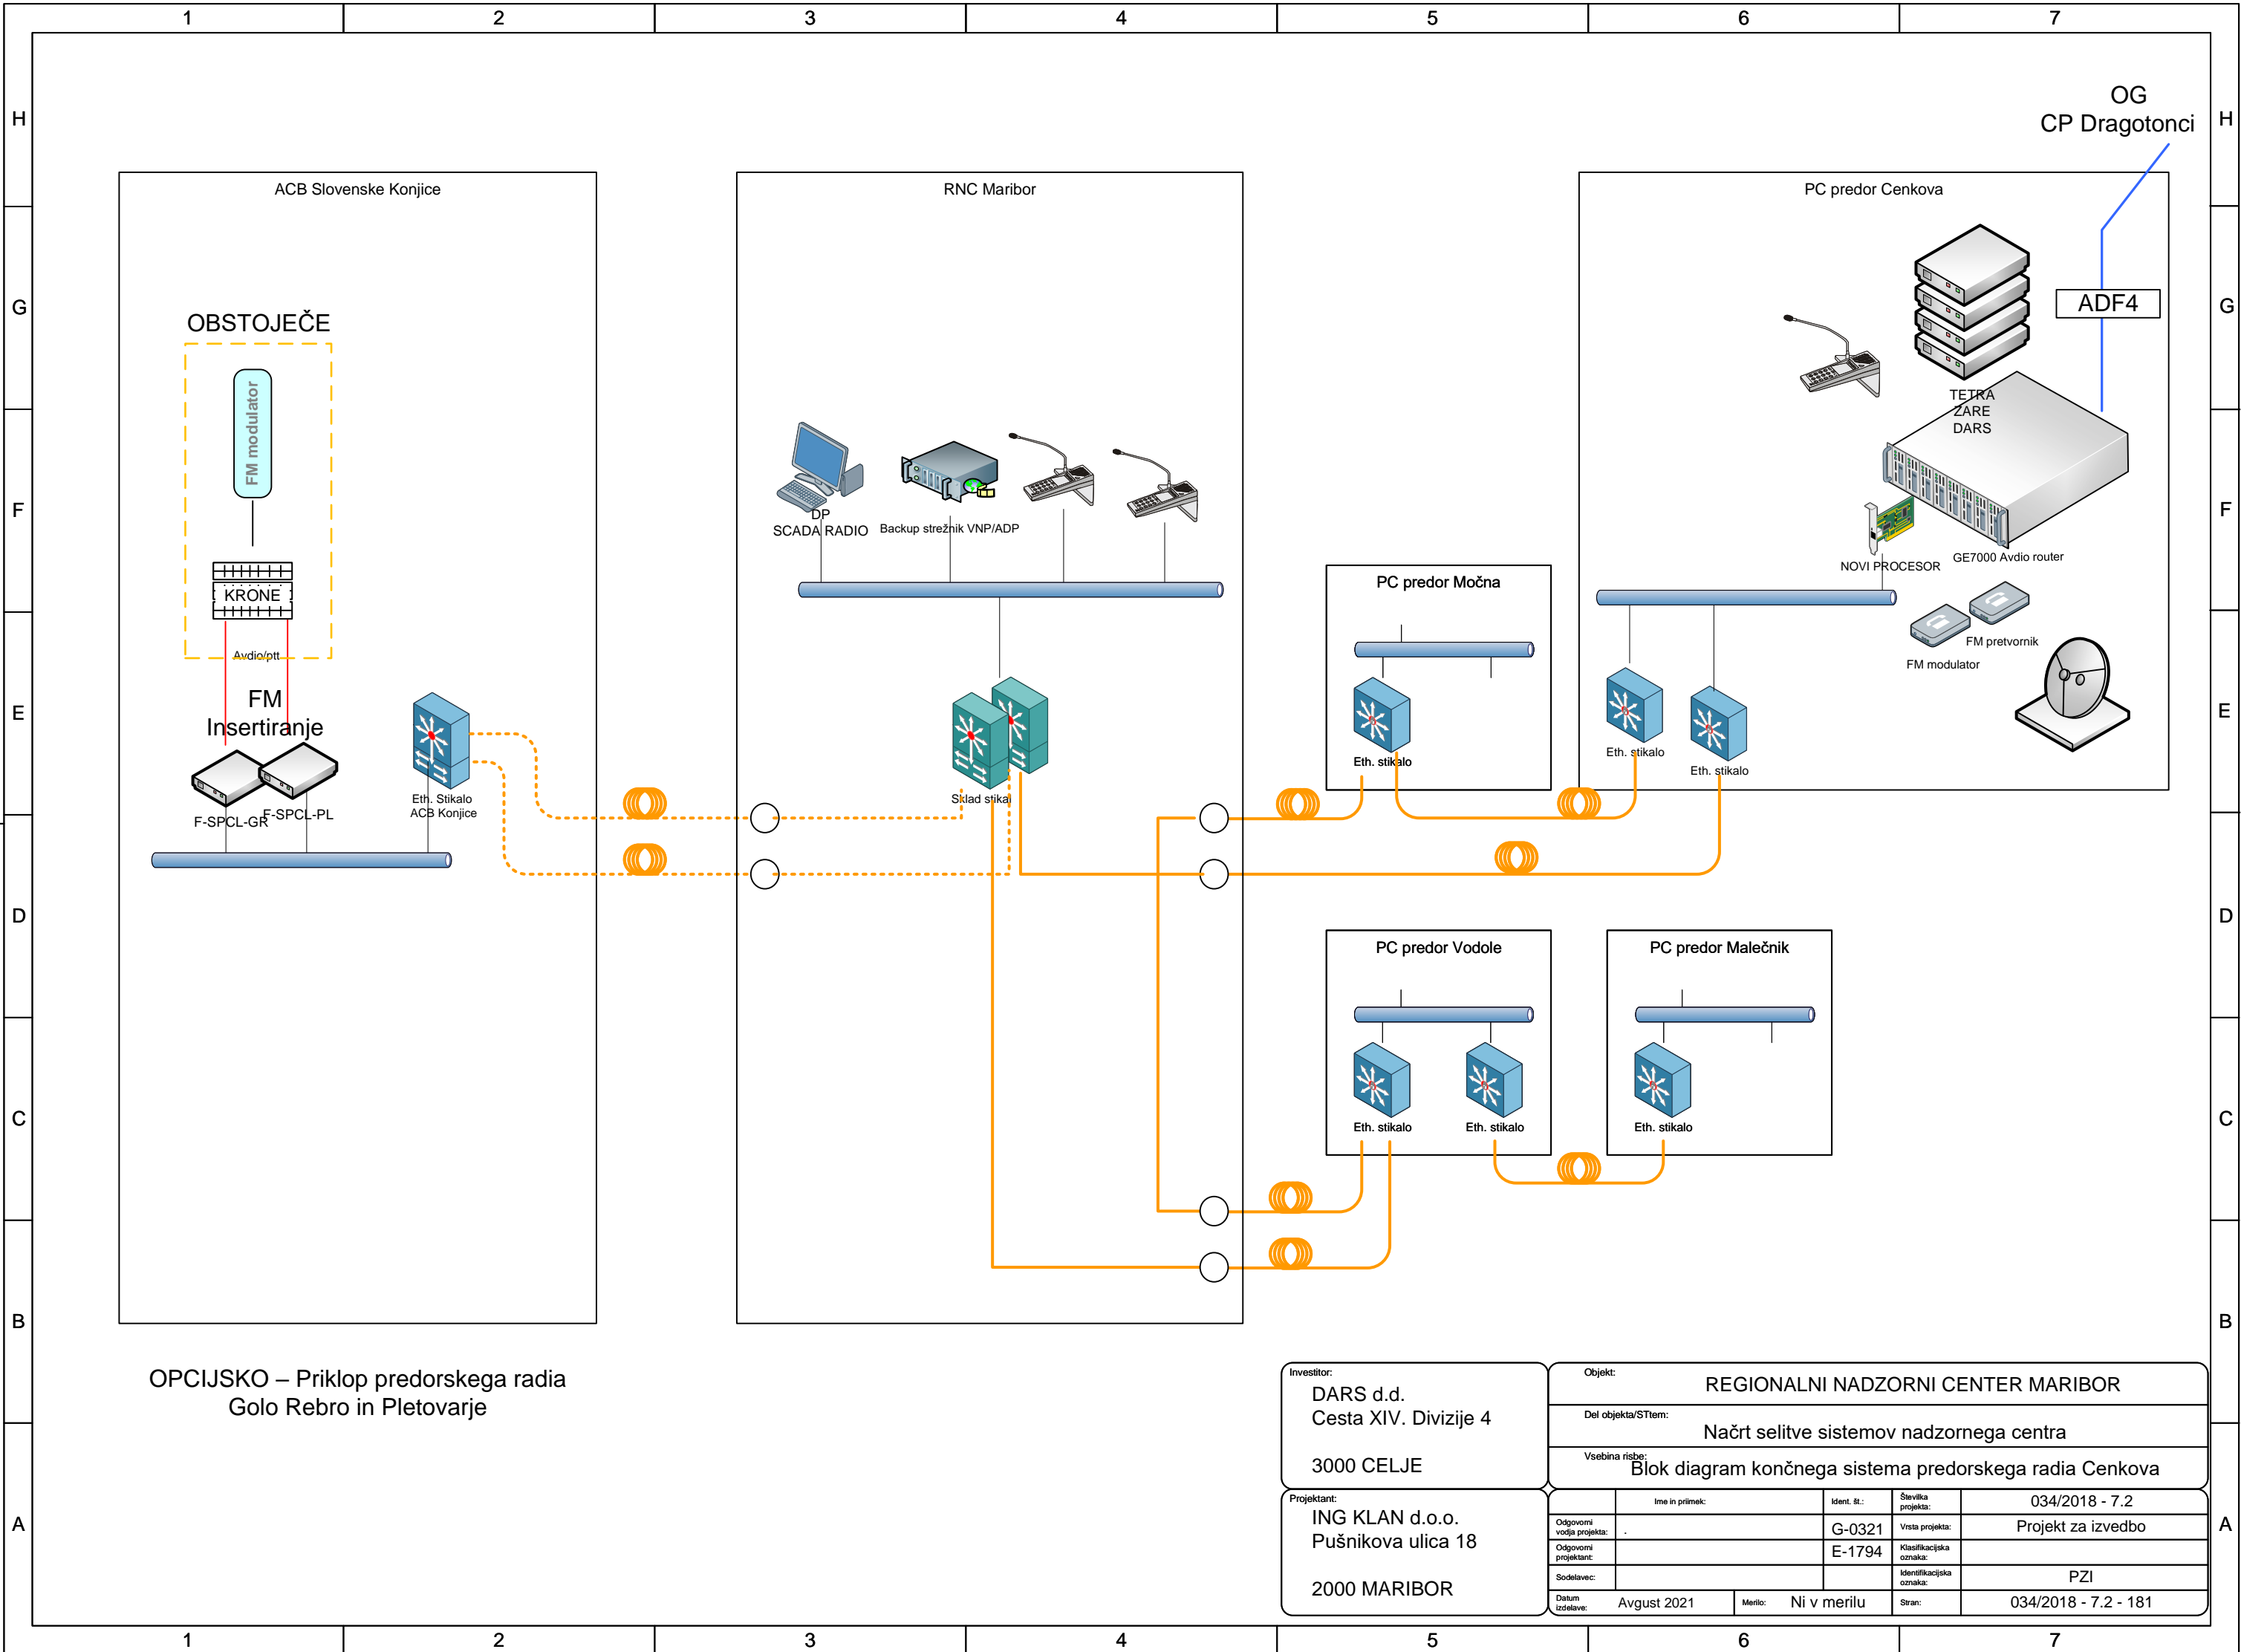 1 2 3 4 5 6 7
H
G
F
E
D
C
B
A
H
G
F
E
D
C
B
A
OG
CP Dragotonci
ACB Slovenske Konjice
OBSTOJEČE
FM modulator
KRONE
Avdio/ptt
FM
Insertiranje
F-SPCL-GR
F-SPCL-PL
Eth. Stikalo
ACB Konjice
RNC Maribor
DP
SCADA RADIO
Backup strežnik VNP/ADP
Sklad stikal
PC predor Močna
Eth. stikalo
PC predor Cenkova
ADF4
TETRA
ZARE
DARS
NOVI PROCESOR
GE7000 Avdio router
FM pretvornik
FM modulator
Eth. stikalo
Eth. stikalo
PC predor Vodole
Eth. stikalo
Eth. stikalo
PC predor Malečnik
Eth. stikalo
OPCIJSKO – Priklop predorskega radia
Golo Rebro in Pletovarje
Investitor:
DARS d.d.
Cesta XIV. Divizije 4
3000 CELJE
Projektant:
ING KLAN d.o.o.
Pušnikova ulica 18
2000 MARIBOR
Objekt:
REGIONALNI NADZORNI CENTER MARIBOR
Del objekta/STtem:
Načrt selitve sistemov nadzornega centra
Vsebina risbe:
Blok diagram končnega sistema predorskega radia Cenkova
Ime in priimek: Ident. št.: Številka projekta: 034/2018 - 7.2
Odgovorni vodja projekta: . G-0321 Vrsta projekta: Projekt za izvedbo
Odgovorni projektant: E-1794 Klasifikacijska oznaka:
Sodelavec: Identifikacijska oznaka: PZI
Datum izdelave: Avgust 2021 Merilo: Ni v merilu Stran: 034/2018 - 7.2 - 181
1 2 3 4 5 6 7